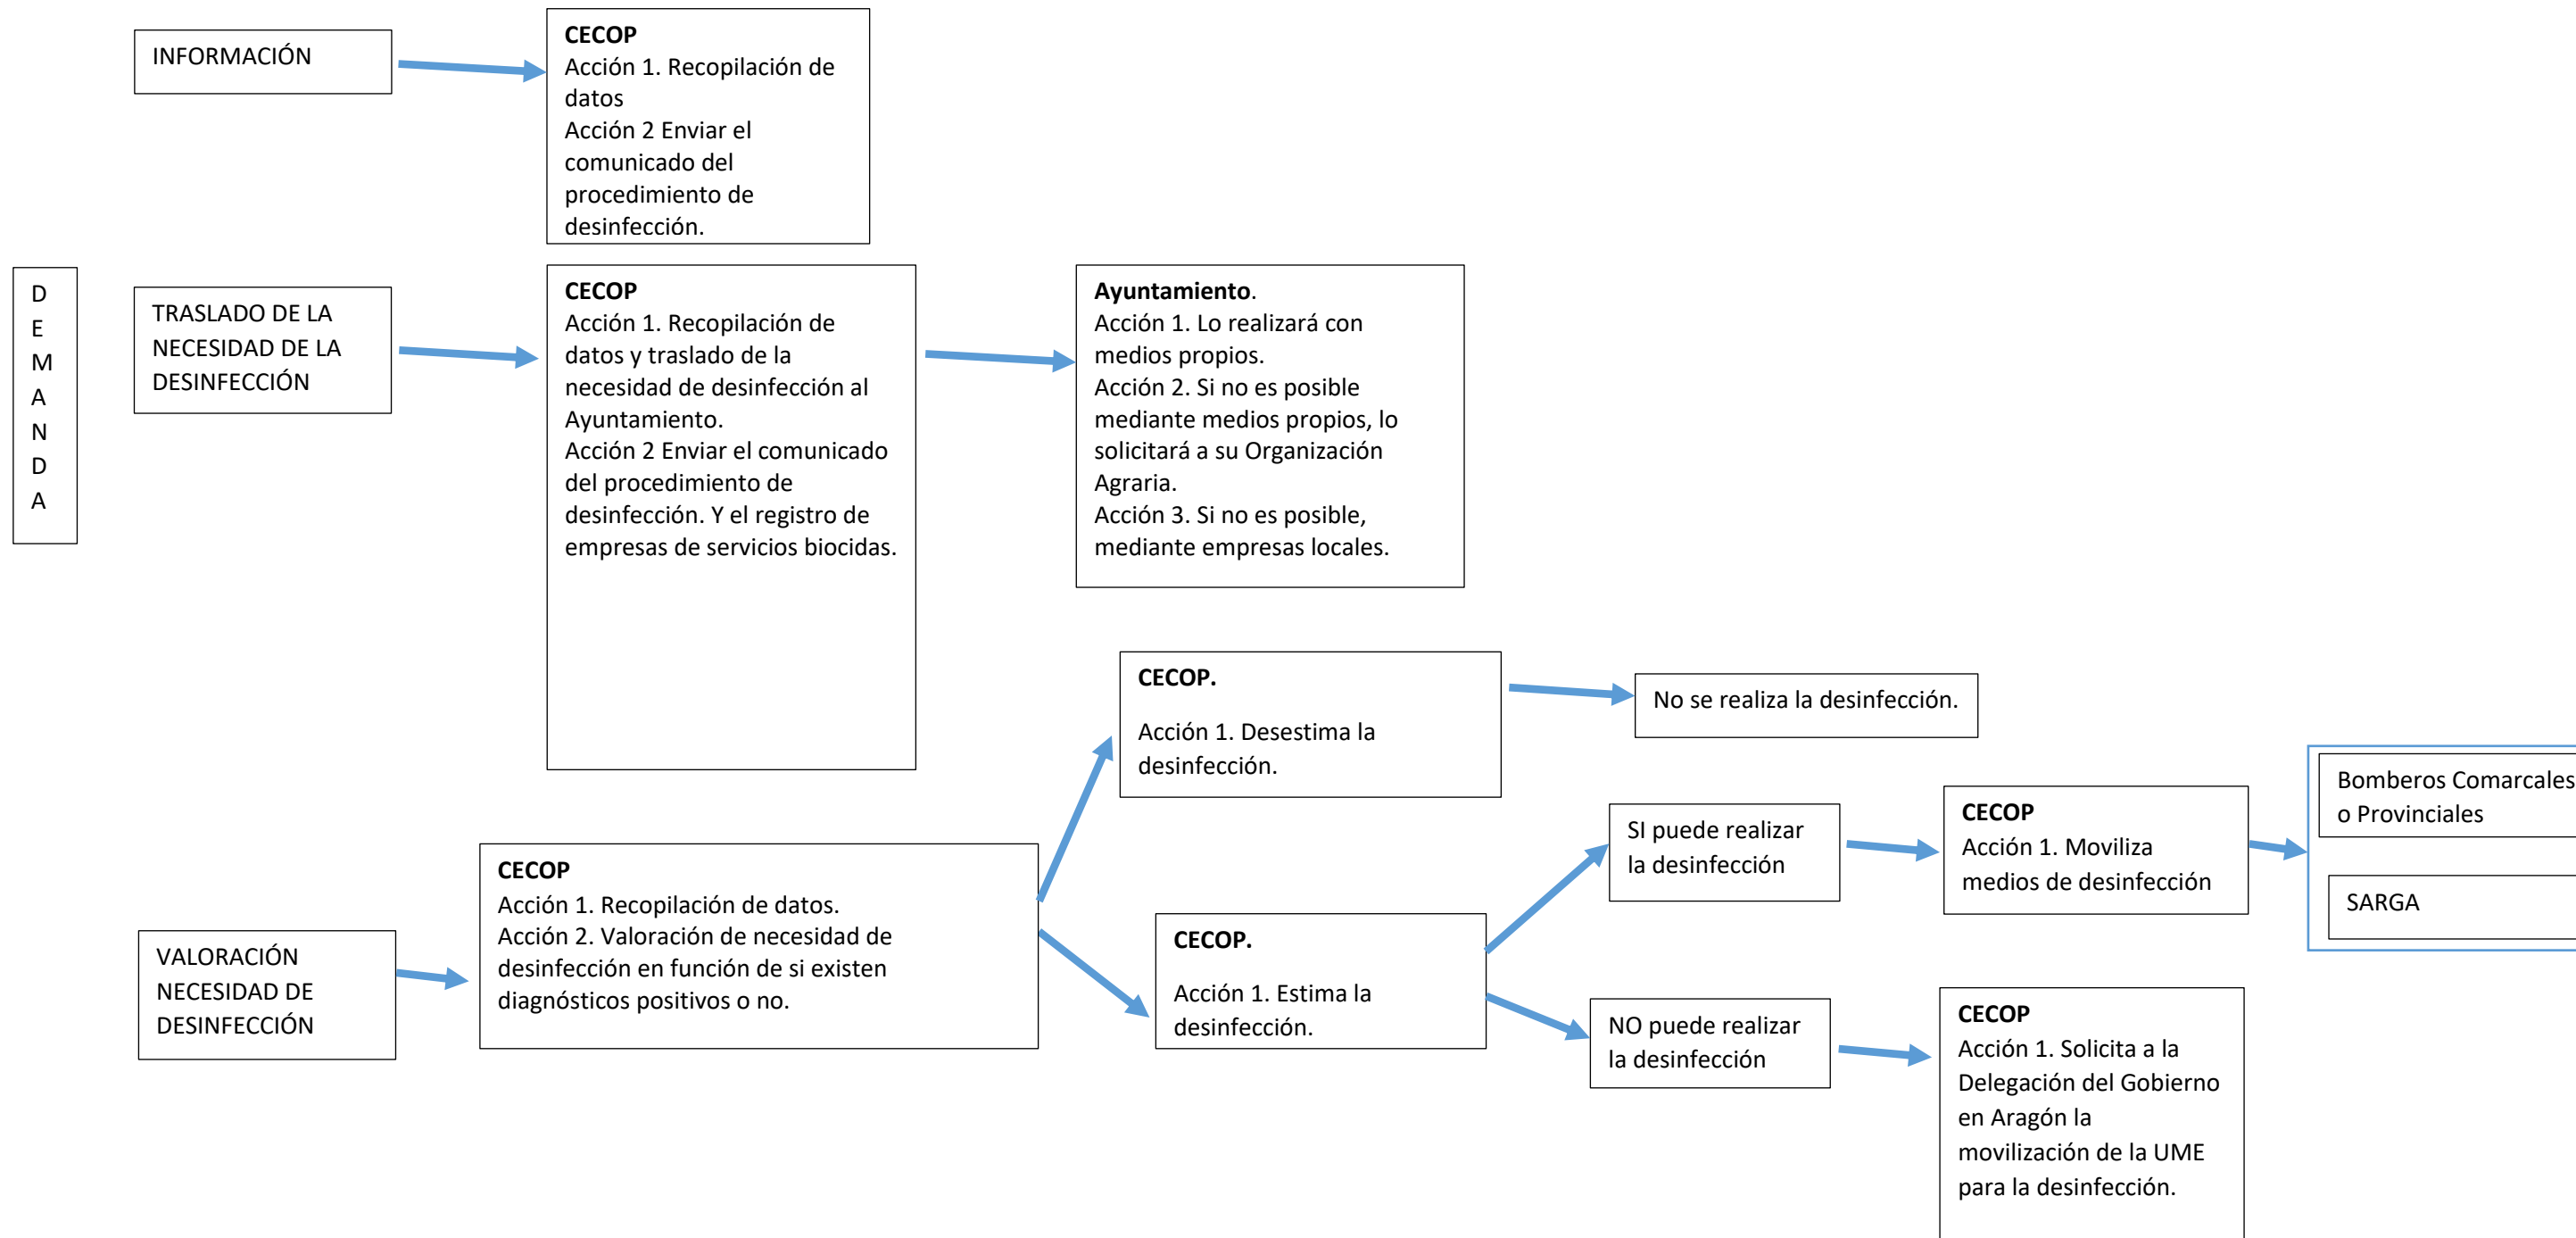 INFORMACIÓN
CECOP
Acción 1. Recopilación de
datos
Acción 2 Enviar el
comunicado del
procedimiento de
desinfección.
D
E
M
A
N
D
A
TRASLADO DE LA
NECESIDAD DE LA
DESINFECCIÓN
CECOP
Acción 1. Recopilación de
datos y traslado de la
necesidad de desinfección al
Ayuntamiento.
Acción 2 Enviar el comunicado
del procedimiento de
desinfección. Y el registro de
empresas de servicios biocidas.
Ayuntamiento.
Acción 1. Lo realizará con
medios propios.
Acción 2. Si no es posible
mediante medios propios, lo
solicitará a su Organización
Agraria.
Acción 3. Si no es posible,
mediante empresas locales.
VALORACIÓN
NECESIDAD DE
DESINFECCIÓN
CECOP
Acción 1. Recopilación de datos.
Acción 2. Valoración de necesidad de
desinfección en función de si existen
diagnósticos positivos o no.
CECOP.
Acción 1. Desestima la
desinfección.
No se realiza la desinfección.
CECOP.
Acción 1. Estima la
desinfección.
SI puede realizar
la desinfección
CECOP
Acción 1. Moviliza
medios de desinfección
Bomberos Comarcales
o Provinciales
SARGA
NO puede realizar
la desinfección
CECOP
Acción 1. Solicita a la
Delegación del Gobierno
en Aragón la
movilización de la UME
para la desinfección.